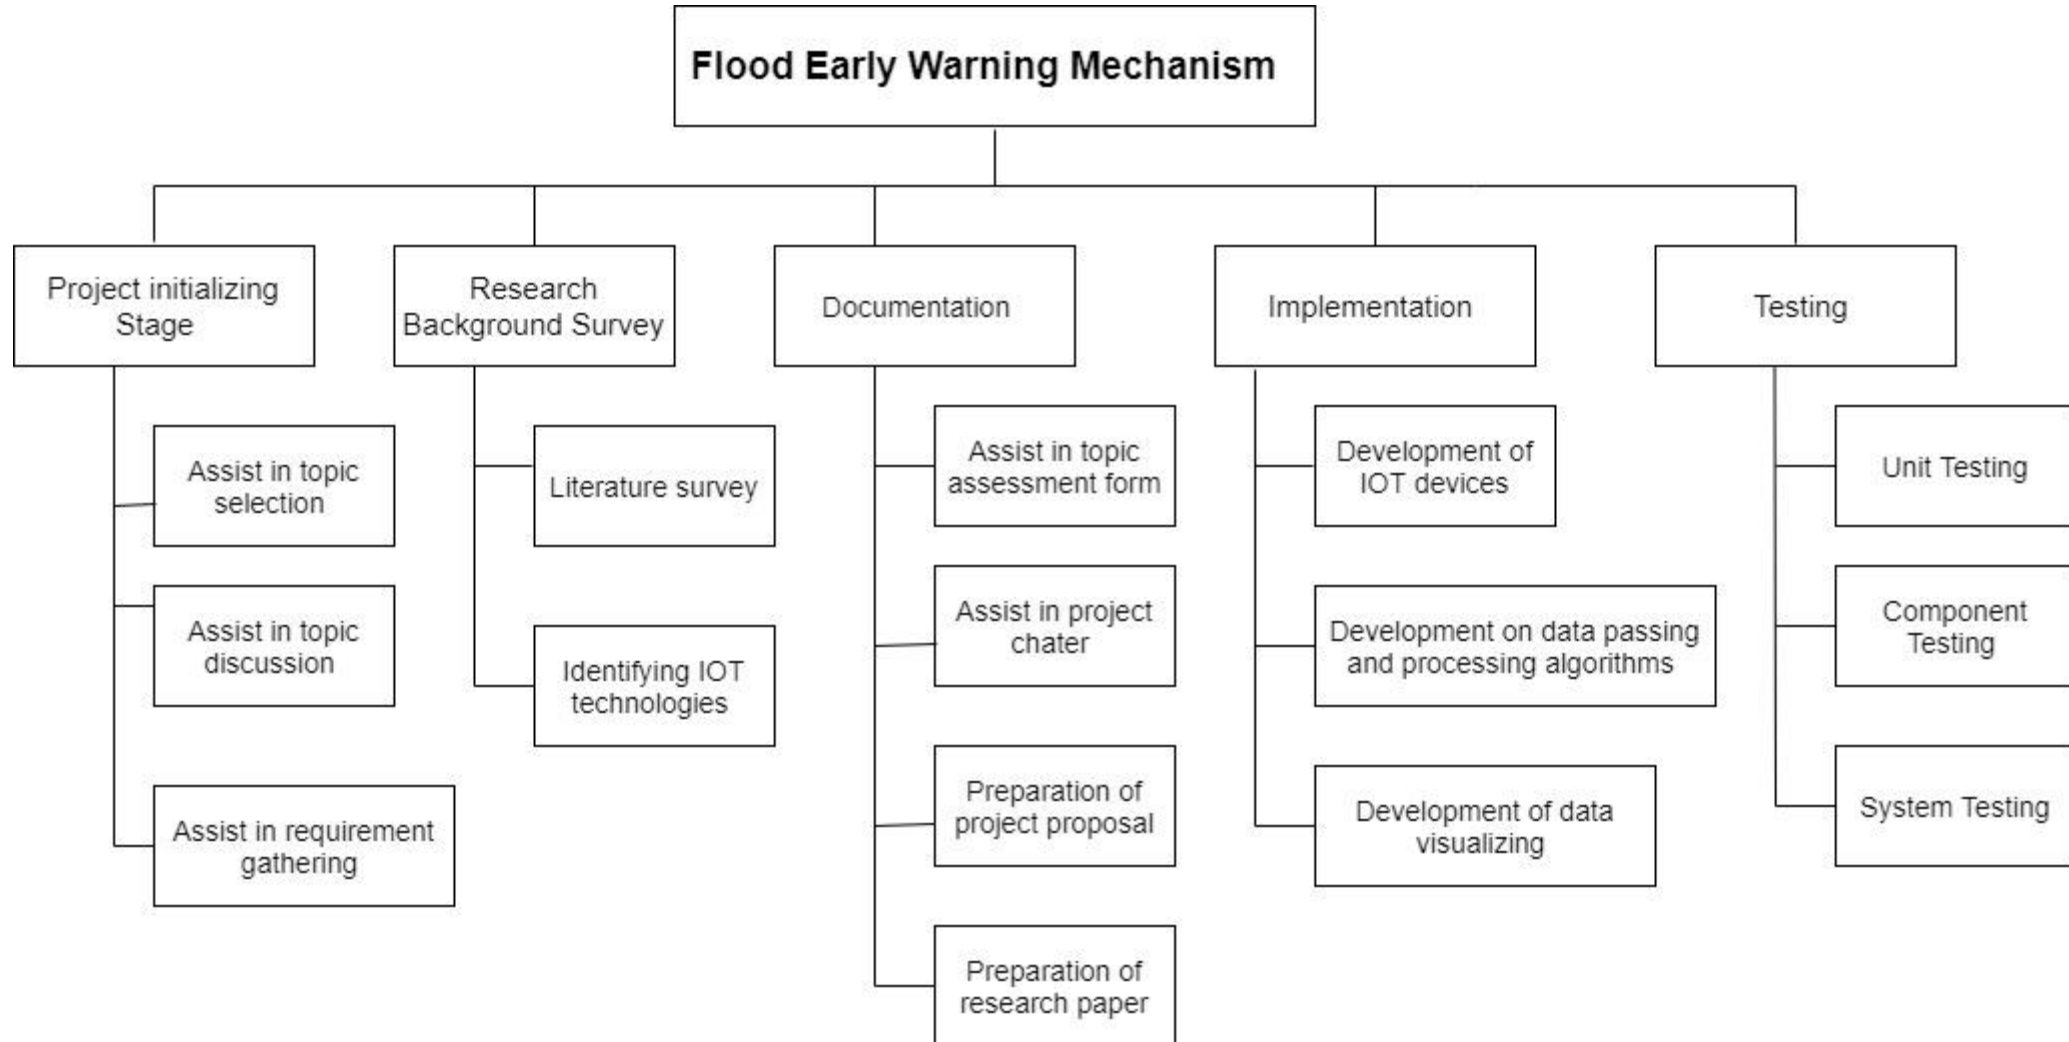 Flood Early Warning Mechanism
Project initializing
Stage
Research
Background Survey
Documentation
Implementation
Testing
Assist in topic
selection
Assist in topic
discussion
Assist in requirement
gathering
Literature survey
Identifying IOT
technologies
Assist in topic
assessment form
Assist in project
chater
Preparation of
project proposal
Preparation of
research paper
Development of
IOT devices
Development on data passing
and processing algorithms
Development of data
visualizing
Unit Testing
Component
Testing
System Testing